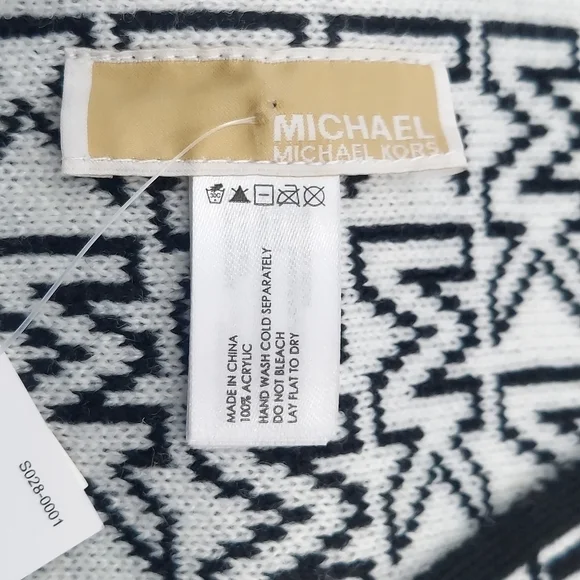 MICHAEL
MICHAEL KORS
30C
MADE IN CHINA
100% ACRYLIC
HAND WASH COLD SEPARATELY
DO NOT BLEACH
LAY FLAT TO DRY
S028-0001